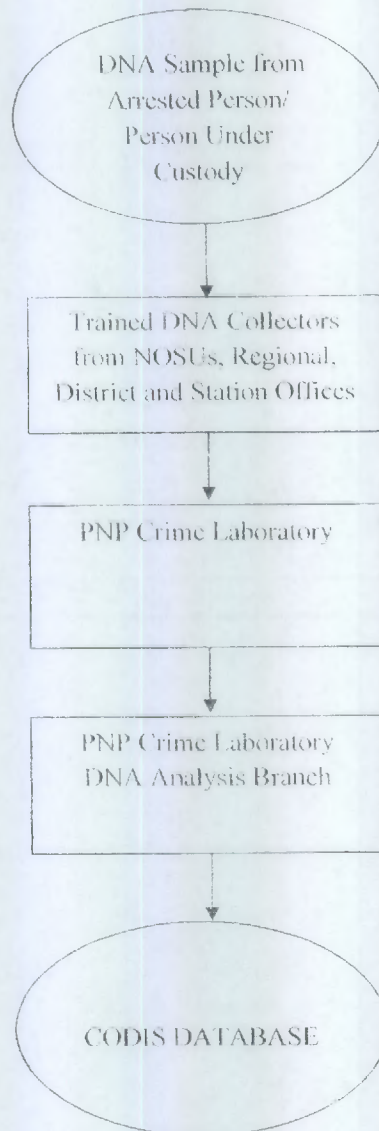 DNA Sample from
Arrested Person/
Person Under
Custody
Trained DNA Collectors
from NOSUs, Regional,
District and Station Offices
PNP Crime Laboratory
PNP Crime Laboratory
DNA Analysis Branch
CODIS DATABASE